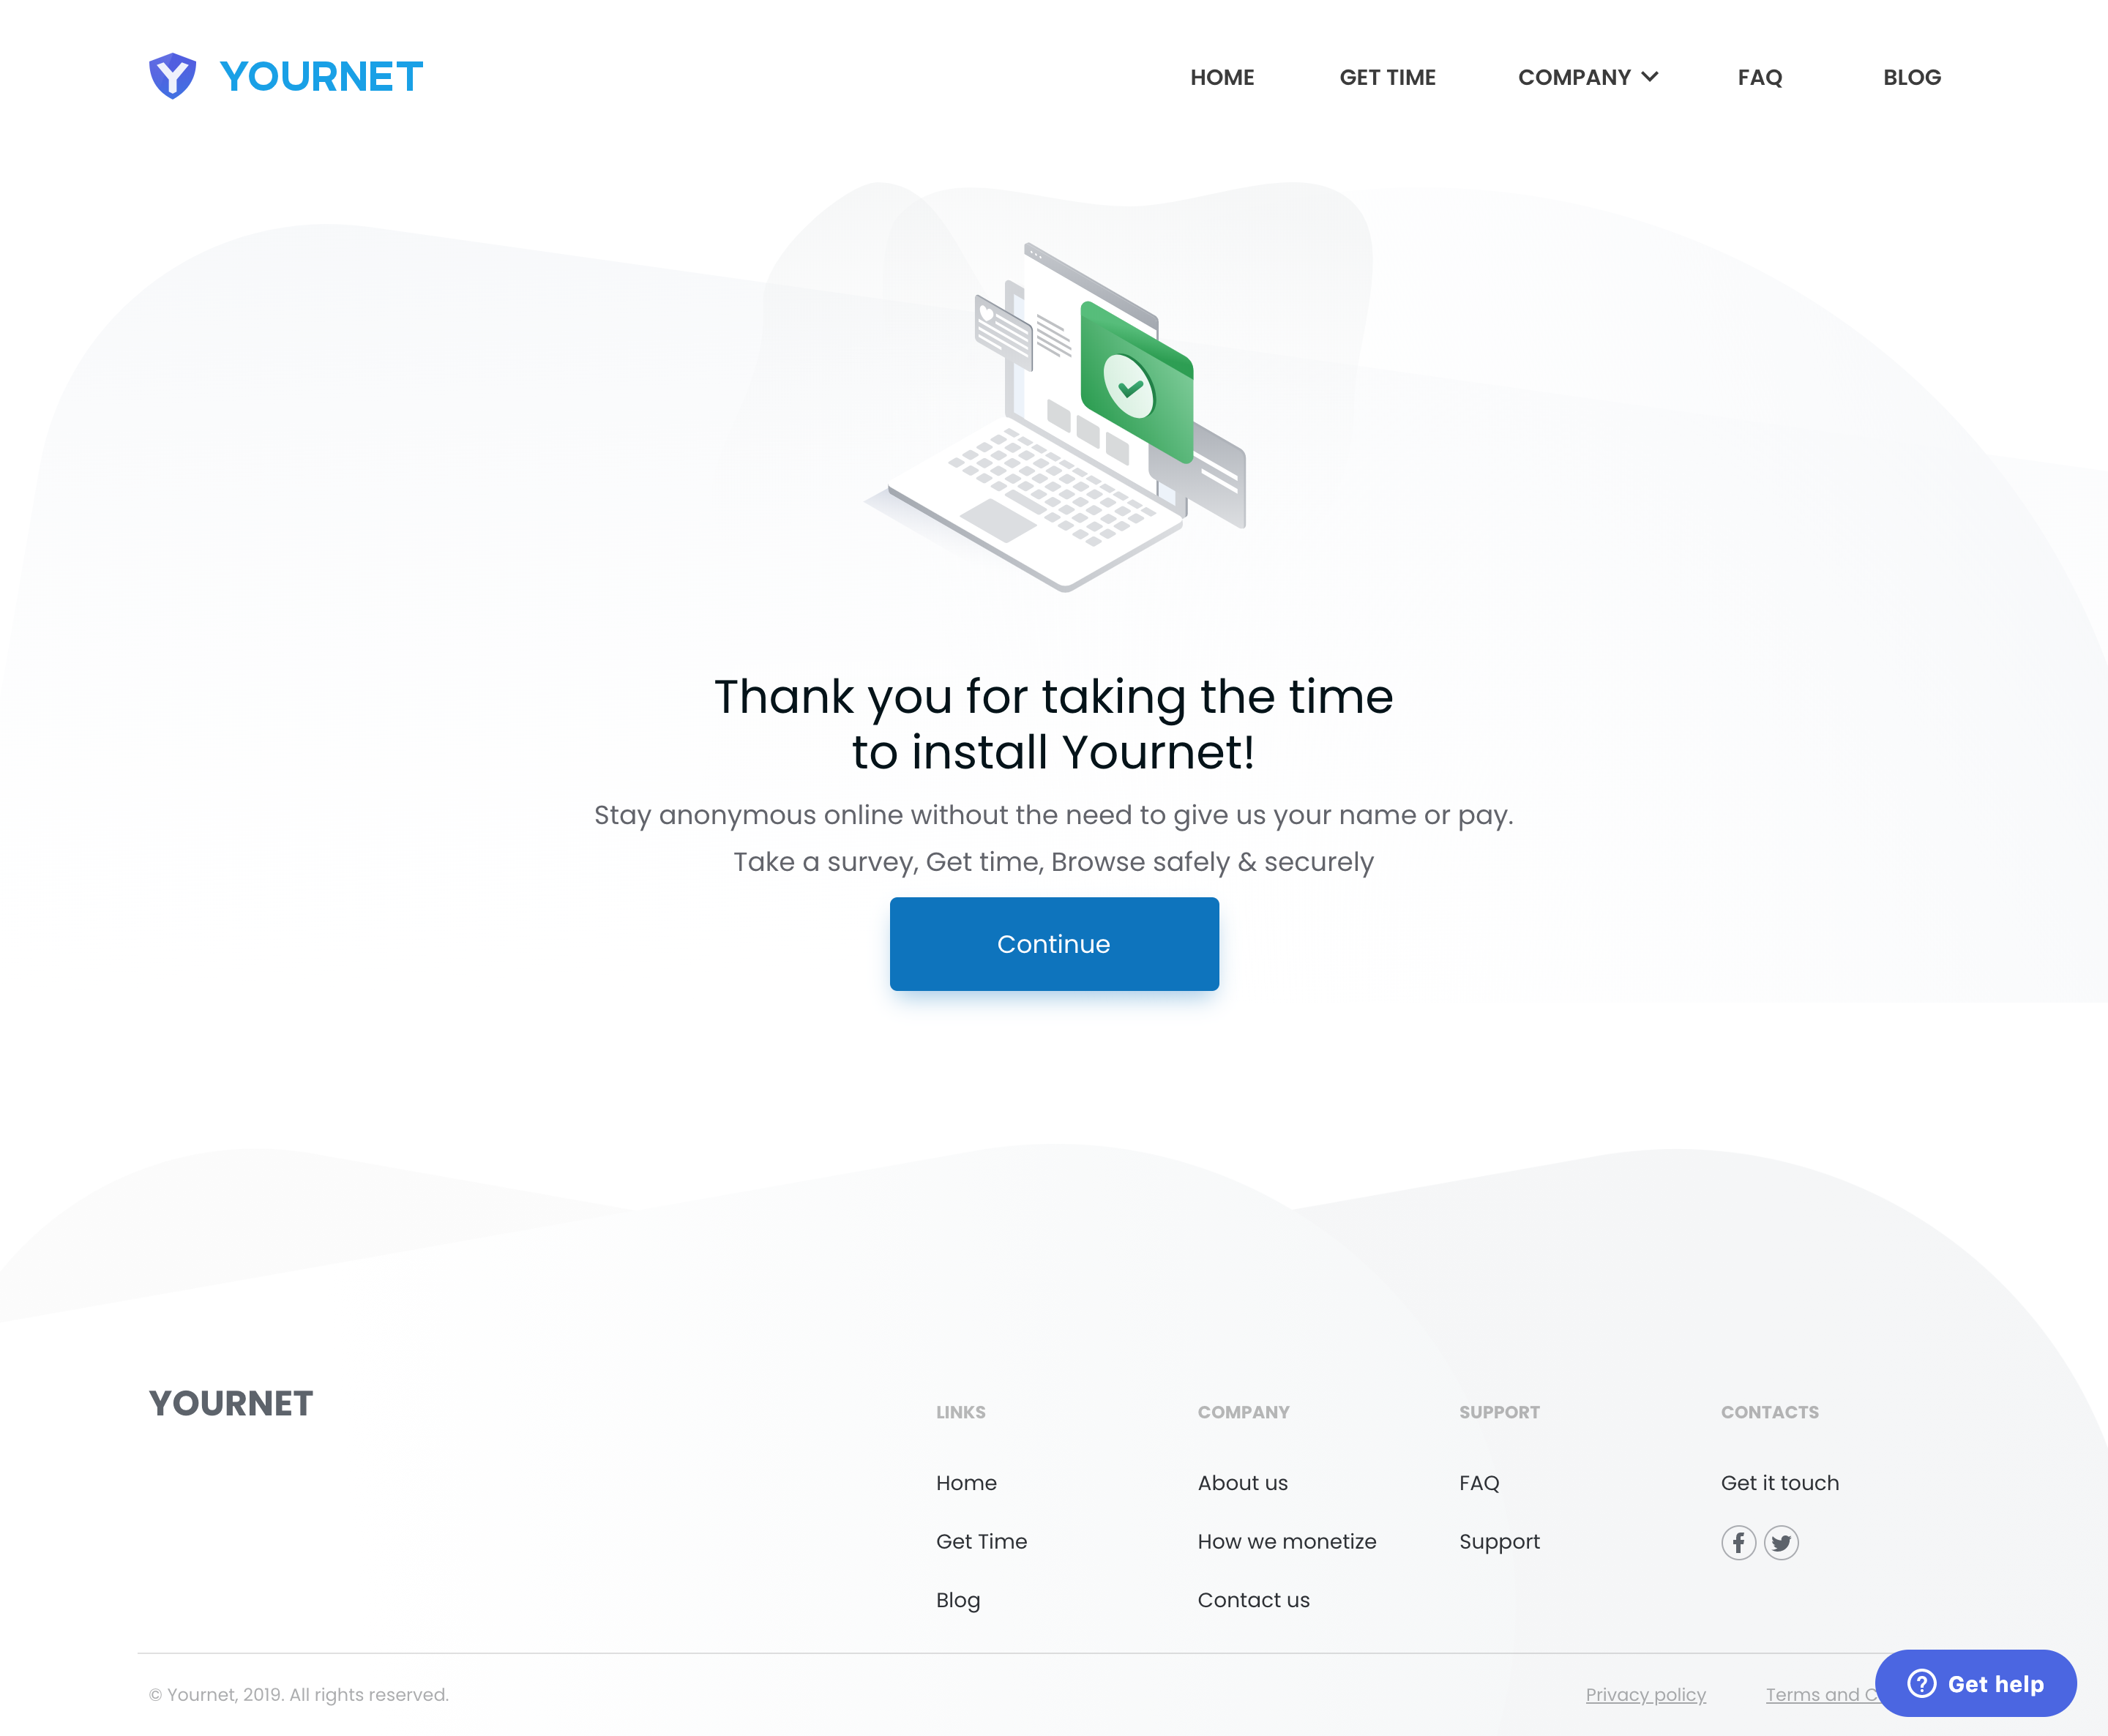 YOURNET
HOME
GET TIME
COMPANY
FAQ
BLOG
Thank you for taking the time
to install Yournet!
Stay anonymous online without the need to give us your name or pay.
Take a survey, Get time, Browse safely & securely
Continue
YOURNET
LINKS
Home
Get Time
Blog
COMPANY
About us
How we monetize
Contact us
SUPPORT
FAQ
Support
CONTACTS
Get it touch
© Yournet, 2019. All rights reserved.
Privacy policy
Terms and
Get help